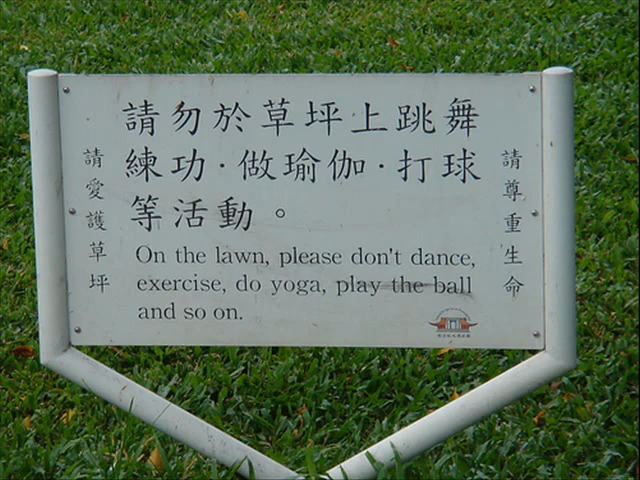 請勿於草坪上跳舞
練功·做瑜伽·打球
等活動。
On the lawn, please don't dance,
exercise, do yoga, play the ball
and so on.
請愛護草坪
請尊重生命